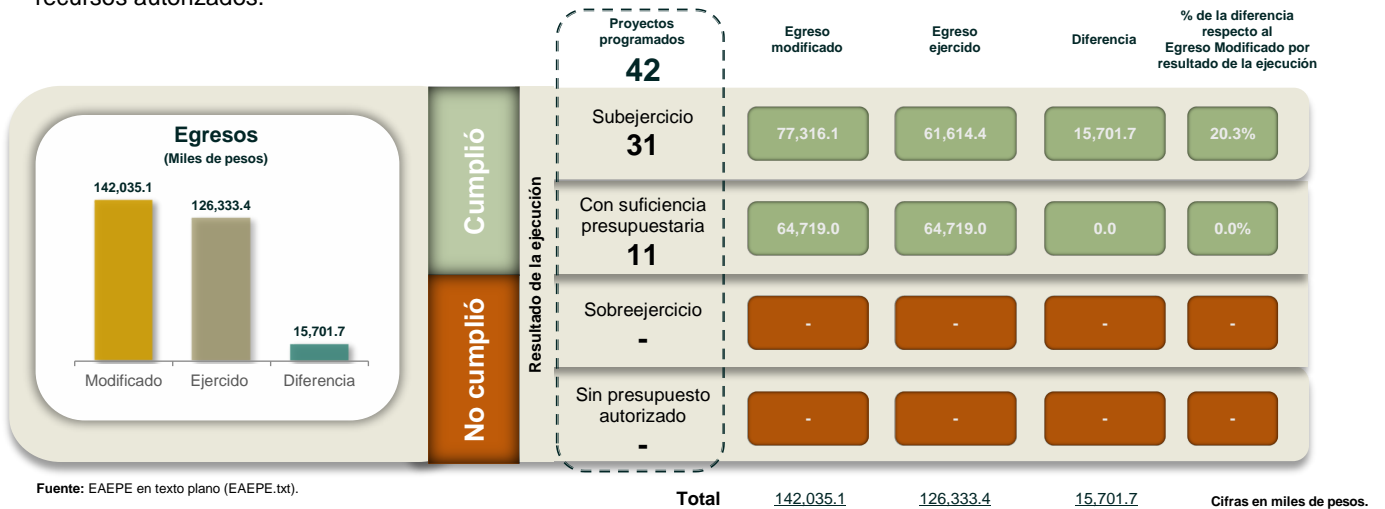 recursos autorizados.
Proyectos
programados
42
Egreso
modificado
Egreso
ejercido
Diferencia
% de la diferencia
respecto al
Egreso Modificado por
resultado de la ejecución
Egresos
(Miles de pesos)
142,035.1
126,333.4
15,701.7
Modificado
Ejercido
Diferencia
Cumplió
No cumplió
Resultado de la ejecución
Subejercicio
31
77,316.1
61,614.4
15,701.7
20.3%
Con suficiencia
presupuestaria
11
64,719.0
64,719.0
0.0
0.0%
Sobreejercicio
-
-
-
-
-
Sin presupuesto
autorizado
-
-
-
-
-
Fuente: EAEPE en texto plano (EAEPE.txt).
Total
142,035.1
126,333.4
15,701.7
Cifras en miles de pesos.